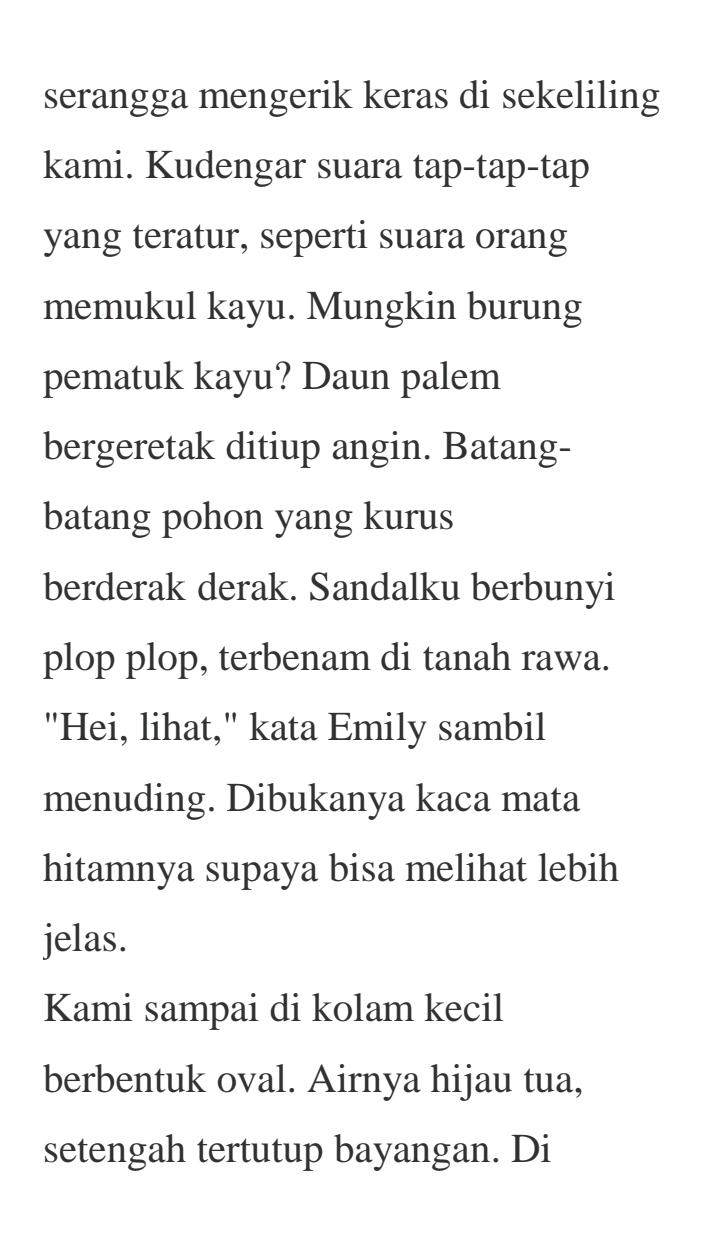 serangga mengerik keras di sekeliling
kami. Kudengar suara tap-tap-tap
yang teratur, seperti suara orang
memukul kayu. Mungkin burung
pematuk kayu? Daun palem
bergeretak ditiup angin. Batang-
batang pohon yang kurus
berderak derak. Sandalku berbunyi
plop plop, terbenam di tanah rawa.
"Hei, lihat," kata Emily sambil
menuding. Dibukanya kaca mata
hitamnya supaya bisa melihat lebih
jelas.
Kami sampai di kolam kecil
berbentuk oval. Airnya hijau tua,
setengah tertutup bayangan. Di